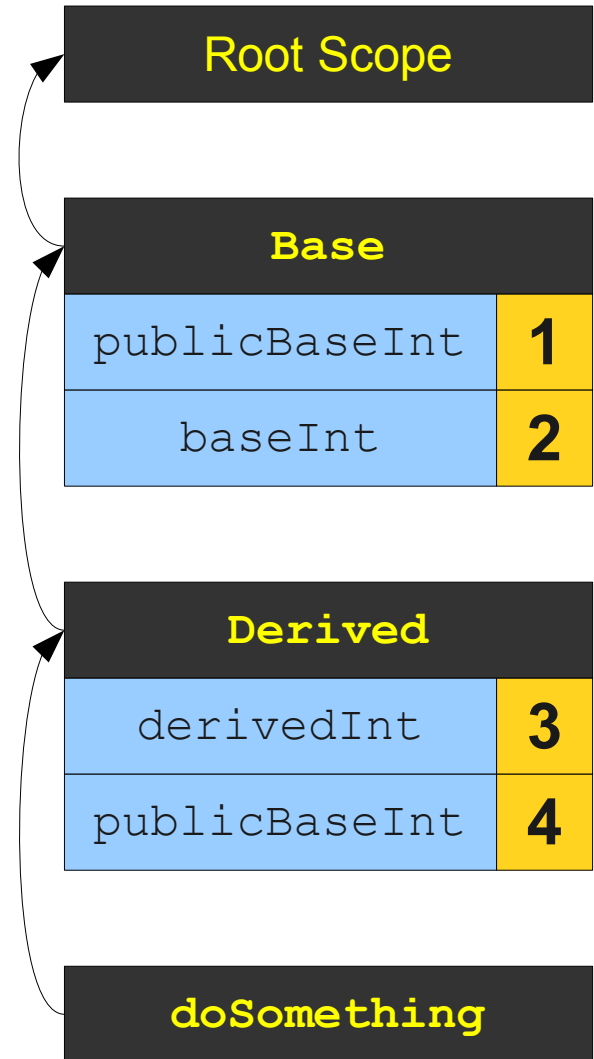 Root Scope
Base
publicBaseInt 1
baseInt 2
Derived
derivedInt 3
publicBaseInt 4
doSomething